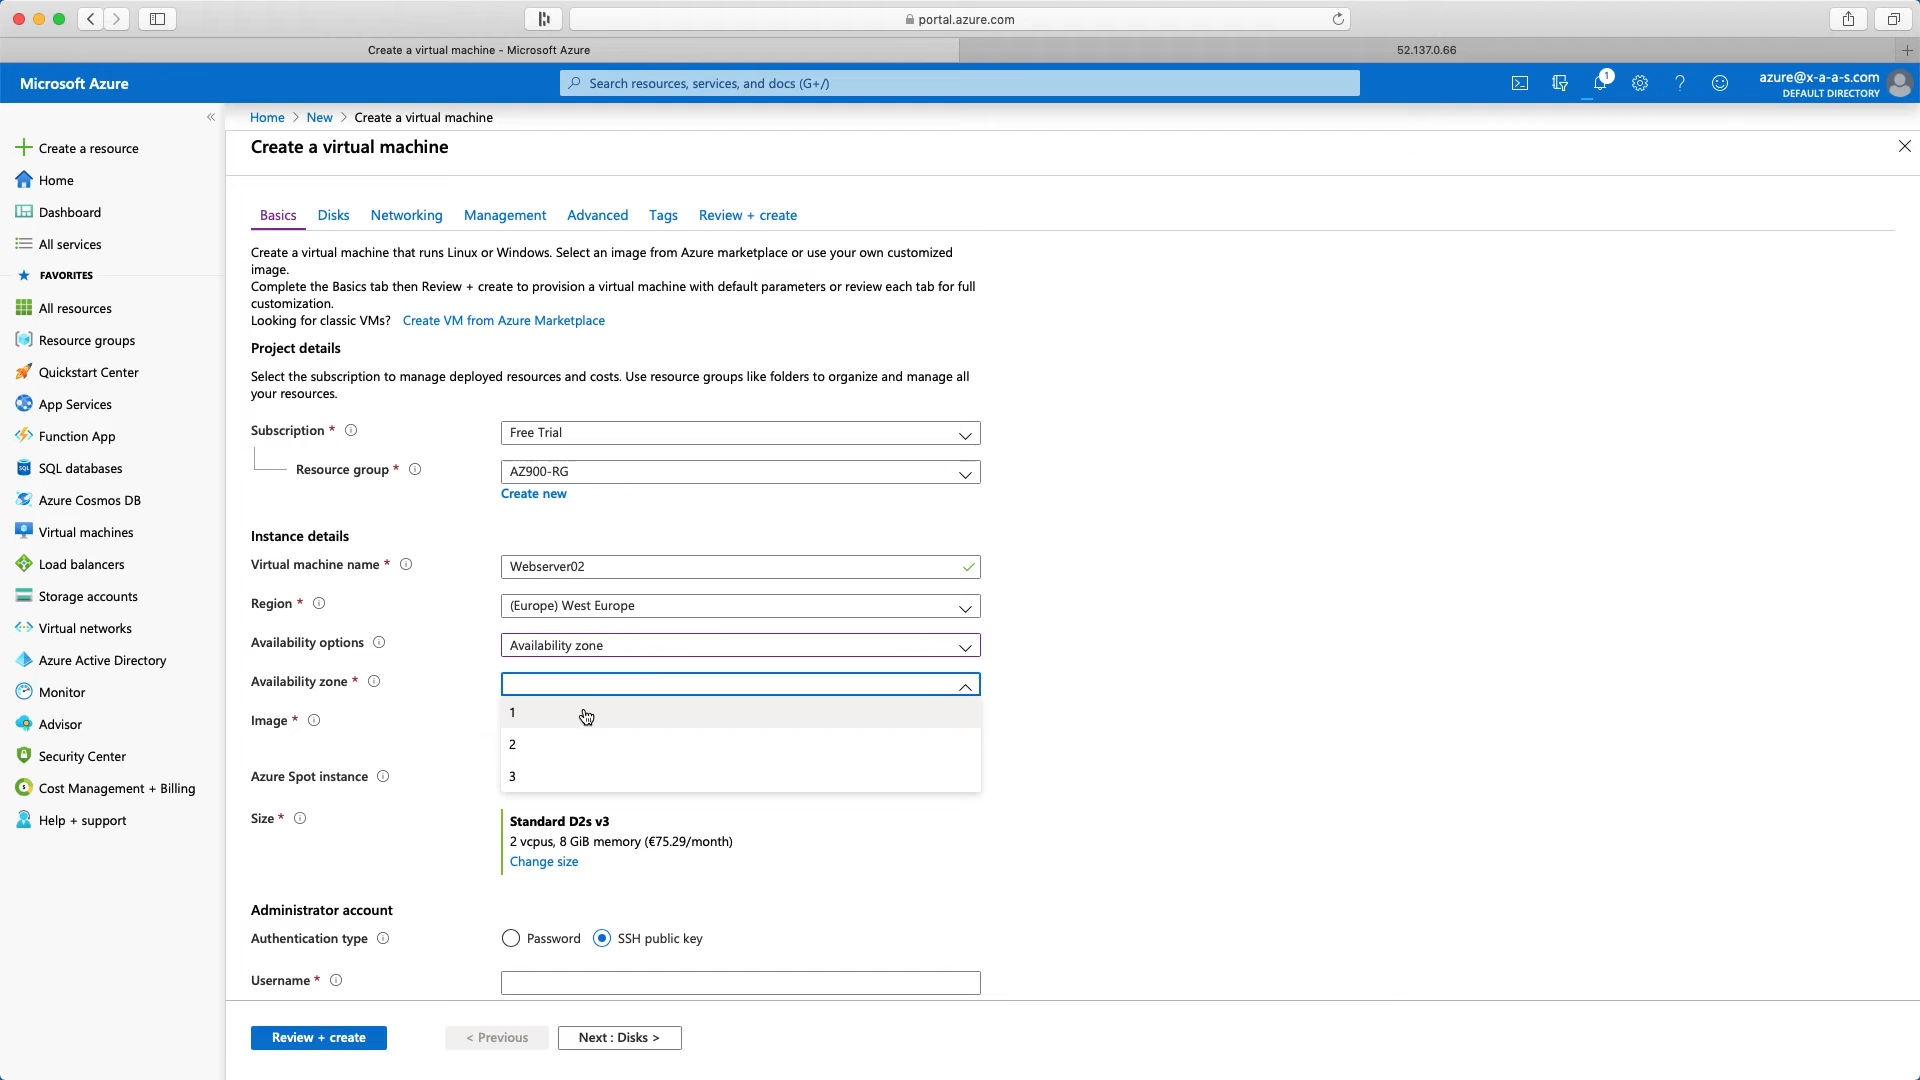 portal.azure.com
Create a virtual machine - Microsoft Azure
52.137.0.66
Microsoft Azure
Search resources, services, and docs (G+/)
1
azure@x-a-a-s.com
DEFAULT DIRECTORY
Home > New > Create a virtual machine
Create a virtual machine
Create a resource
Home
Dashboard
All services
FAVORITES
All resources
Resource groups
Quickstart Center
App Services
Function App
SQL databases
Azure Cosmos DB
Virtual machines
Load balancers
Storage accounts
Virtual networks
Azure Active Directory
Monitor
Advisor
Security Center
Cost Management + Billing
Help + support
Basics Disks Networking Management Advanced Tags Review + create
Create a virtual machine that runs Linux or Windows. Select an image from Azure marketplace or use your own customized
image.
Complete the Basics tab then Review + create to provision a virtual machine with default parameters or review each tab for full
customization.
Looking for classic VMs? Create VM from Azure Marketplace
Project details
Select the subscription to manage deployed resources and costs. Use resource groups like folders to organize and manage all
your resources.
Subscription * Free Trial
Resource group * AZ900-RG
Create new
Instance details
Virtual machine name * Webserver02
Region * (Europe) West Europe
Availability options Availability zone
Availability zone *
1
Image *
2
Azure Spot instance 3
Size * Standard D2s v3
2 vcpus, 8 GiB memory (€75.29/month)
Change size
Administrator account
Authentication type Password SSH public key
Username *
Review + create < Previous Next : Disks >